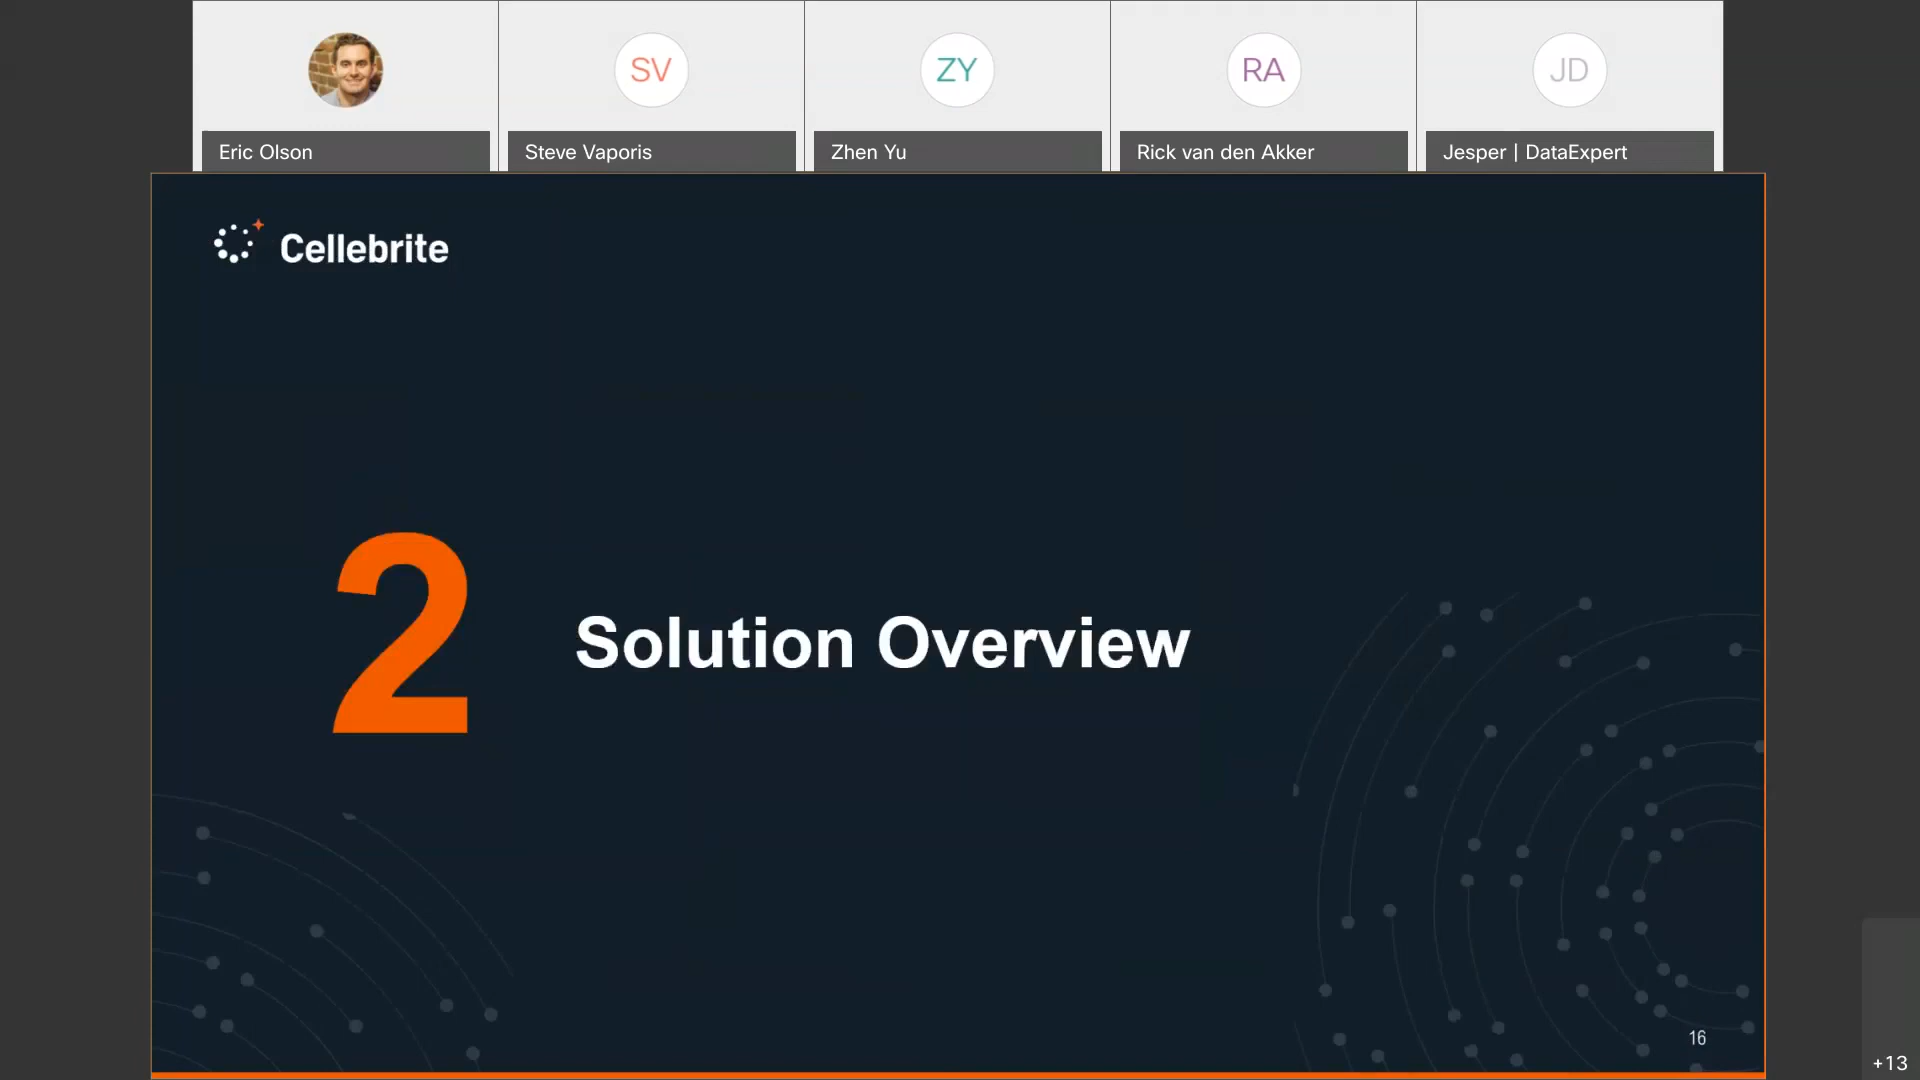 SV
ZY
RA
JD
Eric Olson
Steve Vaporis
Zhen Yu
Rick van den Akker
Jesper | DataExpert
Cellebrite
2
Solution Overview
16
+13